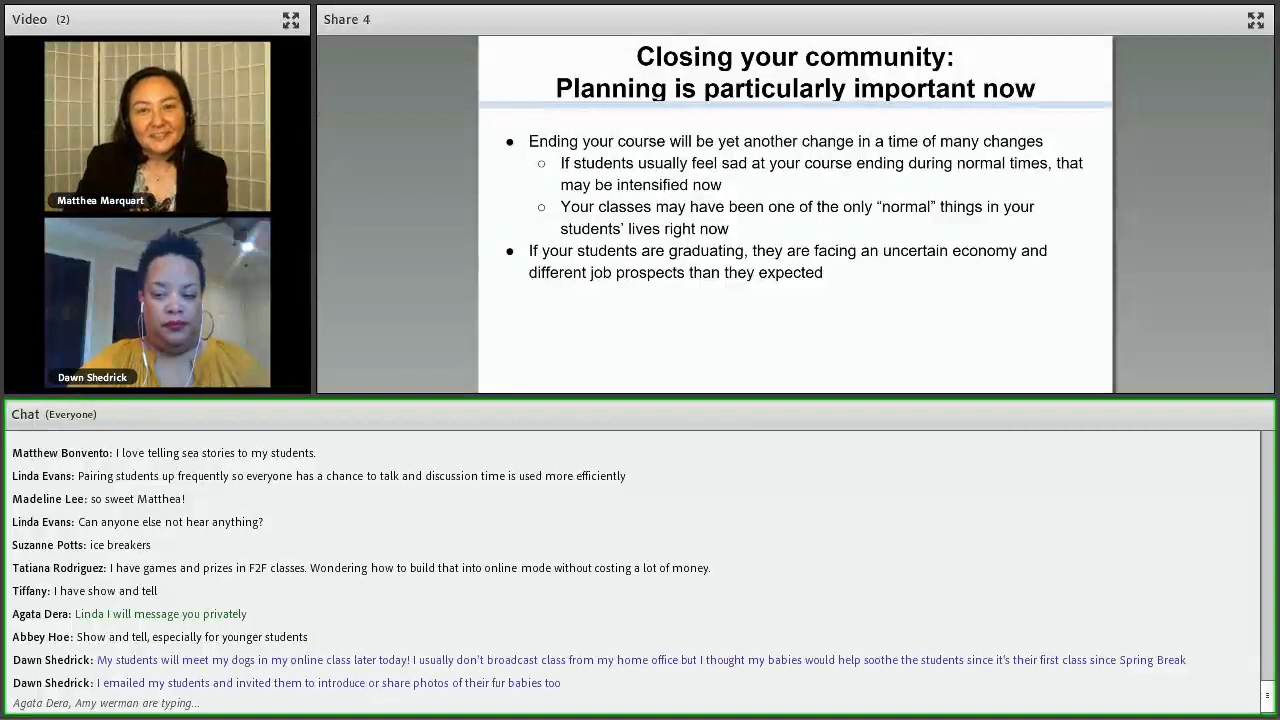 Video (2)
Matthea Marquart
Dawn Shedrick
Share 4
Closing your community:
Planning is particularly important now
● Ending your course will be yet another change in a time of many changes
○ If students usually feel sad at your course ending during normal times, that
may be intensified now
○ Your classes may have been one of the only “normal” things in your
students’ lives right now
● If your students are graduating, they are facing an uncertain economy and
different job prospects than they expected
Chat (Everyone)
Matthew Bonvento: I love telling sea stories to my students.
Linda Evans: Pairing students up frequently so everyone has a chance to talk and discussion time is used more efficiently
Madeline Lee: so sweet Matthea!
Linda Evans: Can anyone else not hear anything?
Suzanne Potts: ice breakers
Tatiana Rodriguez: I have games and prizes in F2F classes. Wondering how to build that into online mode without costing a lot of money.
Tiffany: I have show and tell
Agata Dera: Linda I will message you privately
Abbey Hoe: Show and tell, especially for younger students
Dawn Shedrick: My students will meet my dogs in my online class later today! I usually don't broadcast class from my home office but I thought my babies would help soothe the students since it's their first class since Spring Break
Dawn Shedrick: I emailed my students and invited them to introduce or share photos of their fur babies too
Agata Dera, Amy werman are typing...